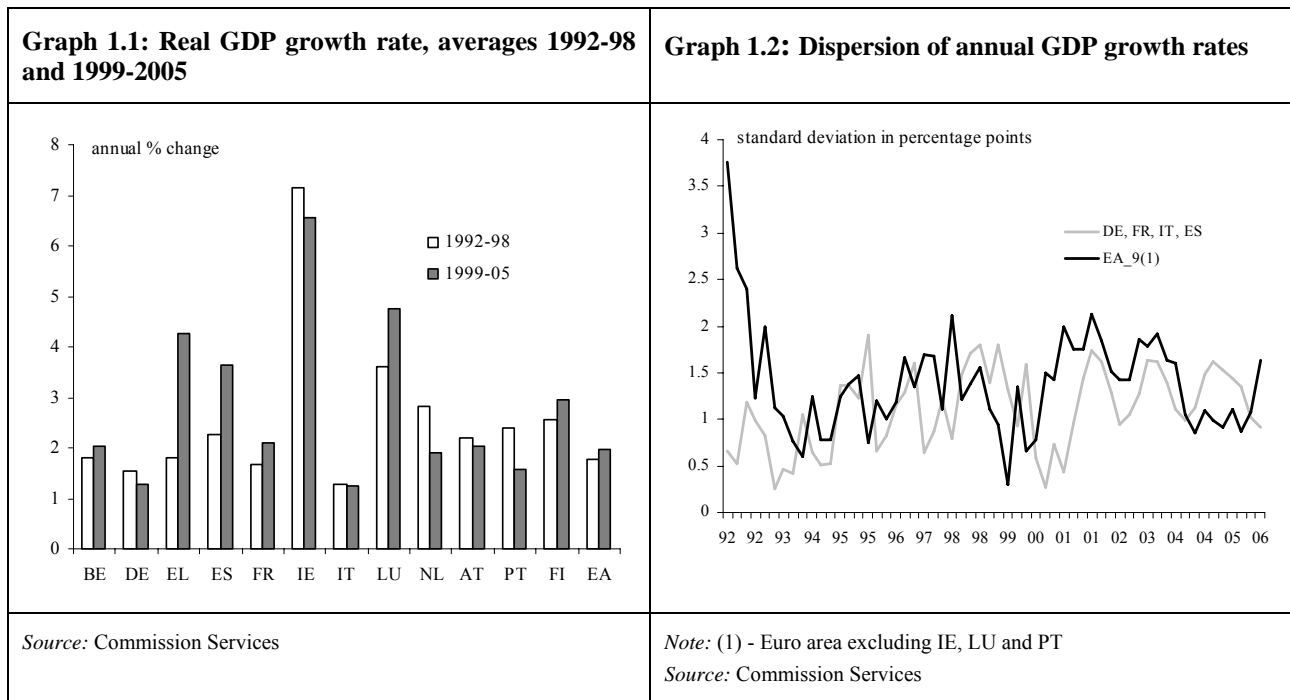 Graph 1.1: Real GDP growth rate, averages 1992-98
and 1999-2005
annual % change
8
7
6
5
4
3
2
1
0
1992-98
1999-05
BE DE EL ES FR IE IT LU NL AT PT FI EA
Source: Commission Services
Graph 1.2: Dispersion of annual GDP growth rates
standard deviation in percentage points
4
3.5
3
2.5
2
1.5
1
0.5
0
DE, FR, IT, ES
EA_9(1)
92 92 93 94 95 95 96 97 98 98 99 00 01 01 02 03 04 04 05 06
Note: (1) - Euro area excluding IE, LU and PT
Source: Commission Services